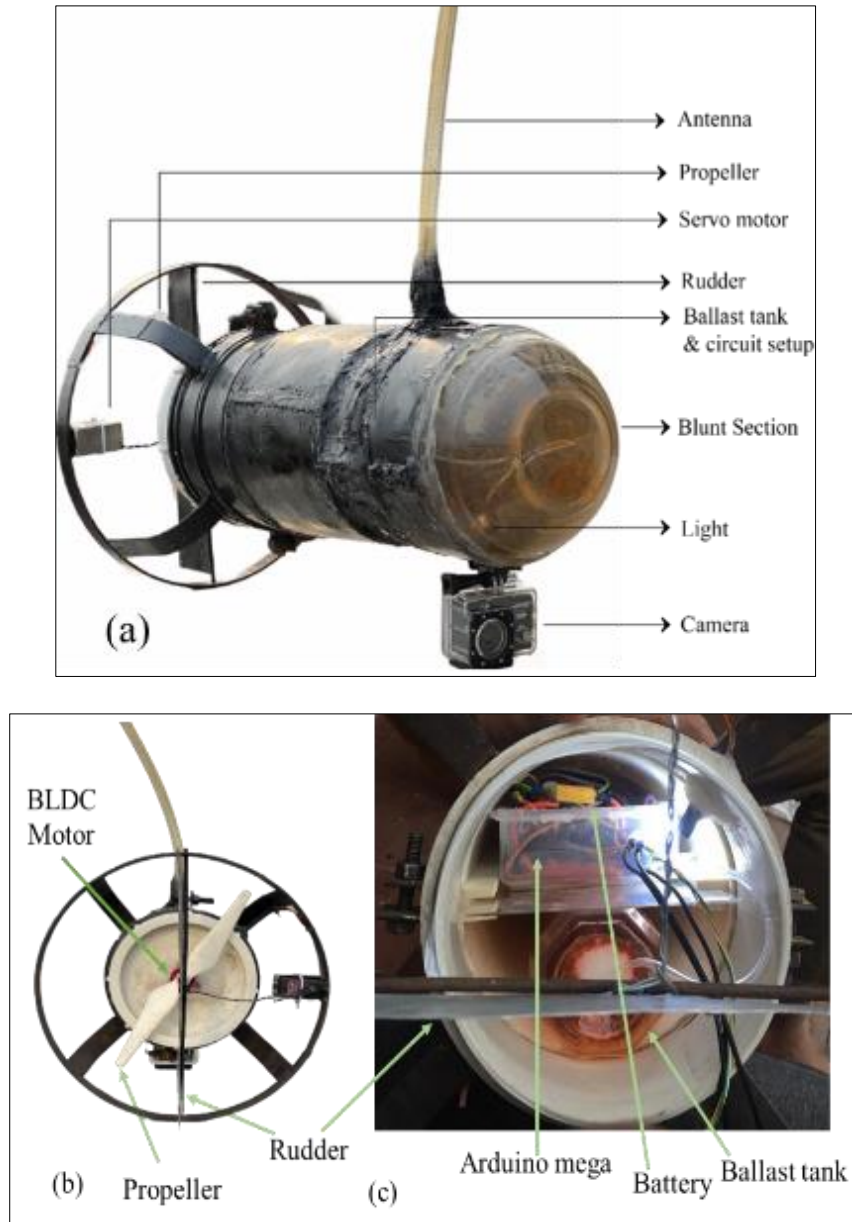 Antenna
Propeller
Servo motor
Rudder
Ballast tank
& circuit setup
Blunt Section
Light
Camera
(a)
BLDC
Motor
Rudder
(b)
Propeller
Arduino mega
Battery
Ballast tank
(c)